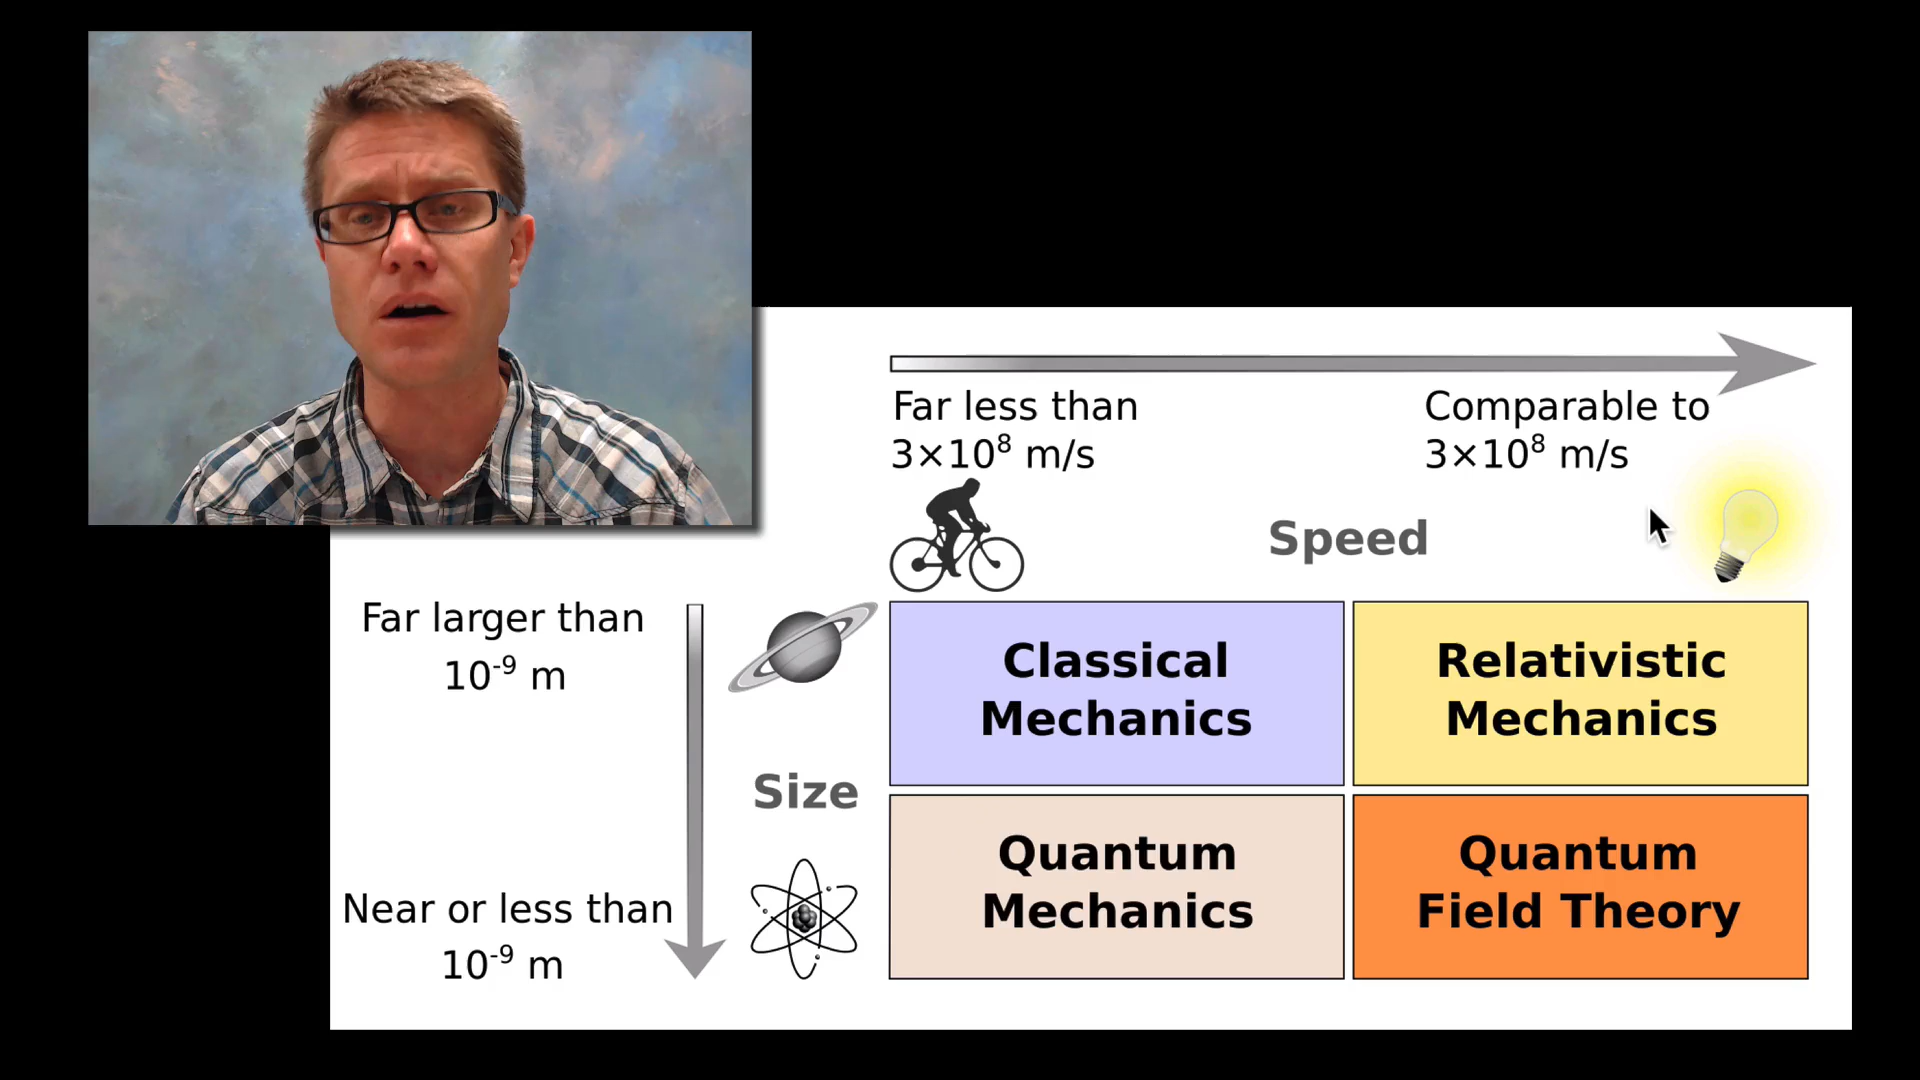 Far less than
3×10⁸ m/s
Comparable to
3×10⁸ m/s
Speed
Far larger than
10⁻⁹ m
Size
Near or less than
10⁻⁹ m
Classical
Mechanics
Relativistic
Mechanics
Quantum
Mechanics
Quantum
Field Theory